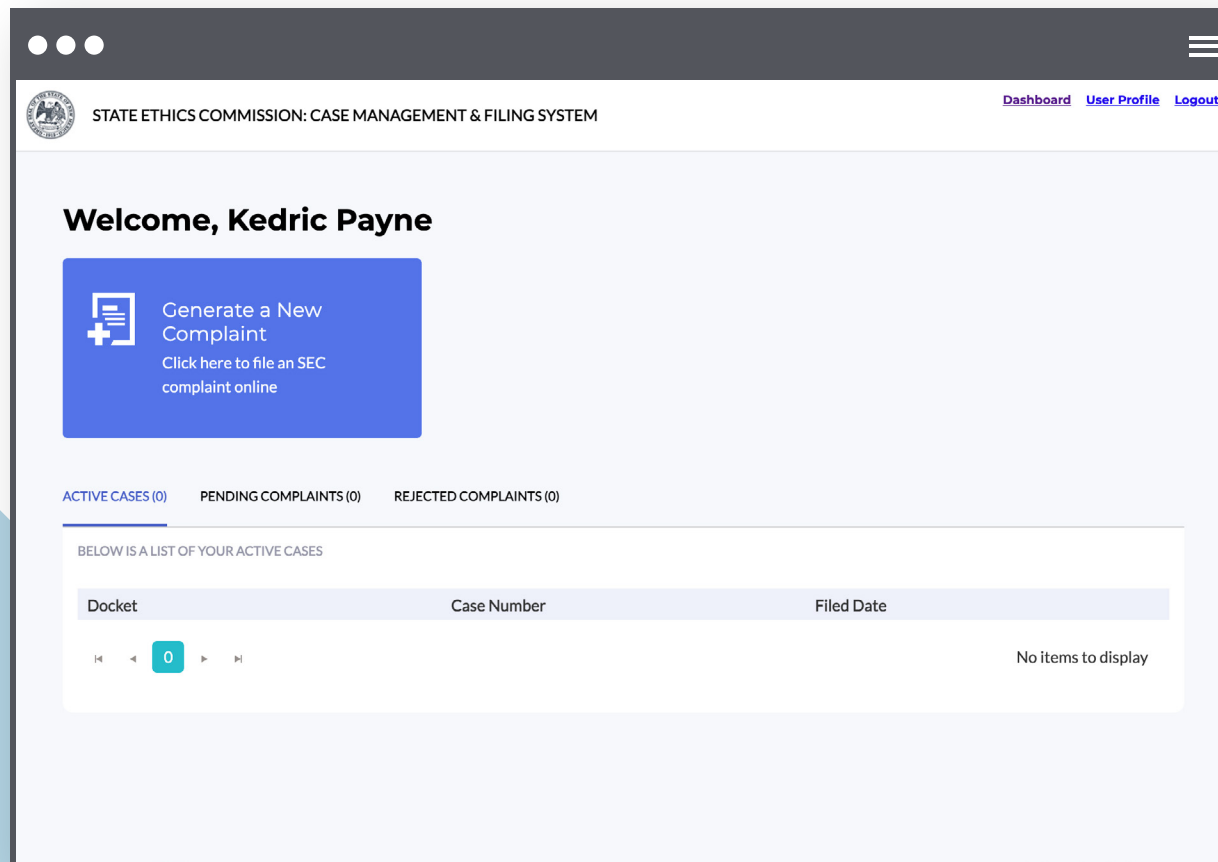 STATE ETHICS COMMISSION: CASE MANAGEMENT & FILING SYSTEM
Dashboard User Profile Logout
Welcome, Kedric Payne
Generate a New
Complaint
Click here to file an SEC
complaint online
ACTIVE CASES (0) PENDING COMPLAINTS (0) REJECTED COMPLAINTS (0)
BELOW IS A LIST OF YOUR ACTIVE CASES
Docket Case Number Filed Date
0
No items to display